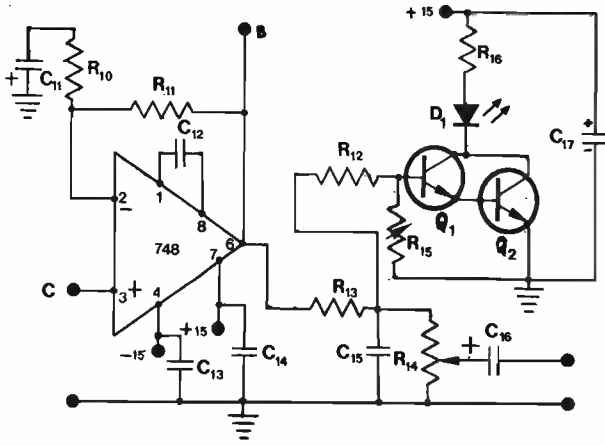 + 15
B
R16
+
C11
R10
R11
D1
+
C17
-
C12
R12
2
-
1
8
Q1
Q2
748
6
R15
7
C
3
+
4
R13
+15
-15
C13
C14
C15
R14
+
C16